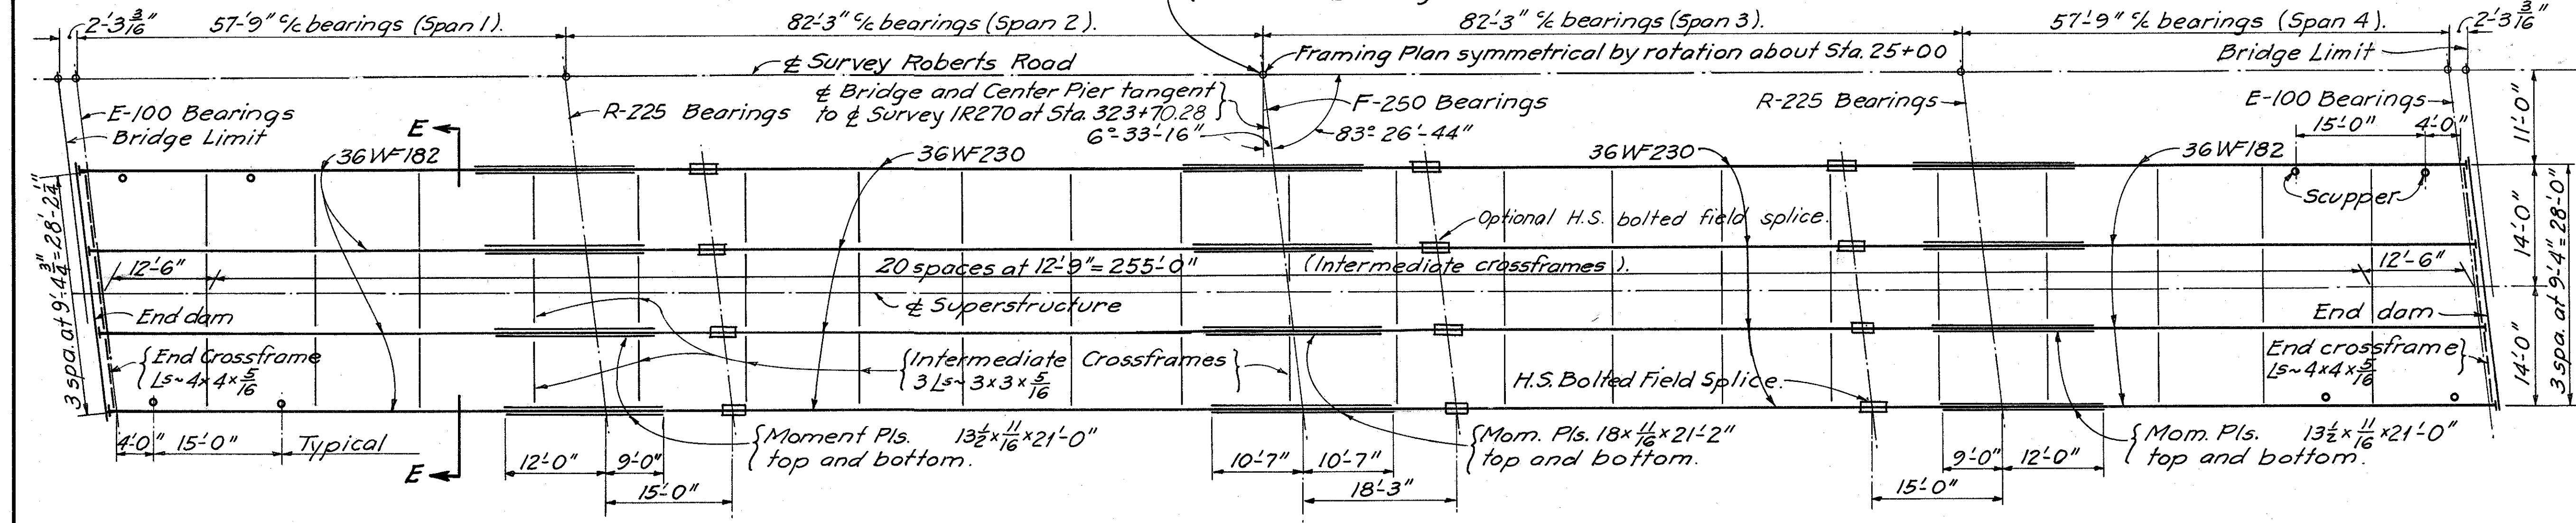 2'-3 3/16"
57'-9" c/c bearings (Span 1).
82'-3" c/c bearings (Span 2).
82'-3" c/c bearings (Span 3).
57'-9" c/c bearings (Span 4).
2'-3 3/16"
℄ Survey Roberts Road
Framing Plan symmetrical by rotation about Sta. 25+00
Bridge Limit
E-100 Bearings
Bridge Limit
R-225 Bearings
℄ Bridge and Center Pier tangent
to ℄ Survey IR270 at Sta. 323+70.28
6°-33'-16"
F-250 Bearings
83° 26'-44"
R-225 Bearings
E-100 Bearings
15'-0"
4'-0"
11'-0"
E
36WF182
36WF230
36WF230
36WF182
Scupper
Optional H.S. bolted field splice.
14'-0"
3 spa. at 9'-4 3/4"=28'-2 1/4"
3 spa. at 9'-4"=28'-0"
12'-6"
20 spaces at 12'-9"=255'-0"
(Intermediate crossframes).
12'-6"
℄ Superstructure
End dam
End dam
14'-0"
End Crossframe
Ls~4x4x5/16
Intermediate Crossframes
3 Ls~3x3x5/16
H.S. Bolted Field Splice.
End crossframe
Ls~4x4x5/16
4'-0"
15'-0"
Typical
E
12'-0"
9'-0"
15'-0"
Moment Pls. 13 1/2 x 11/16 x 21'-0"
top and bottom.
10'-7"
10'-7"
18'-3"
Mom. Pls. 18 x 11/16 x 21'-2"
top and bottom.
9'-0"
12'-0"
15'-0"
Mom. Pls. 13 1/2 x 11/16 x 21'-0"
top and bottom.